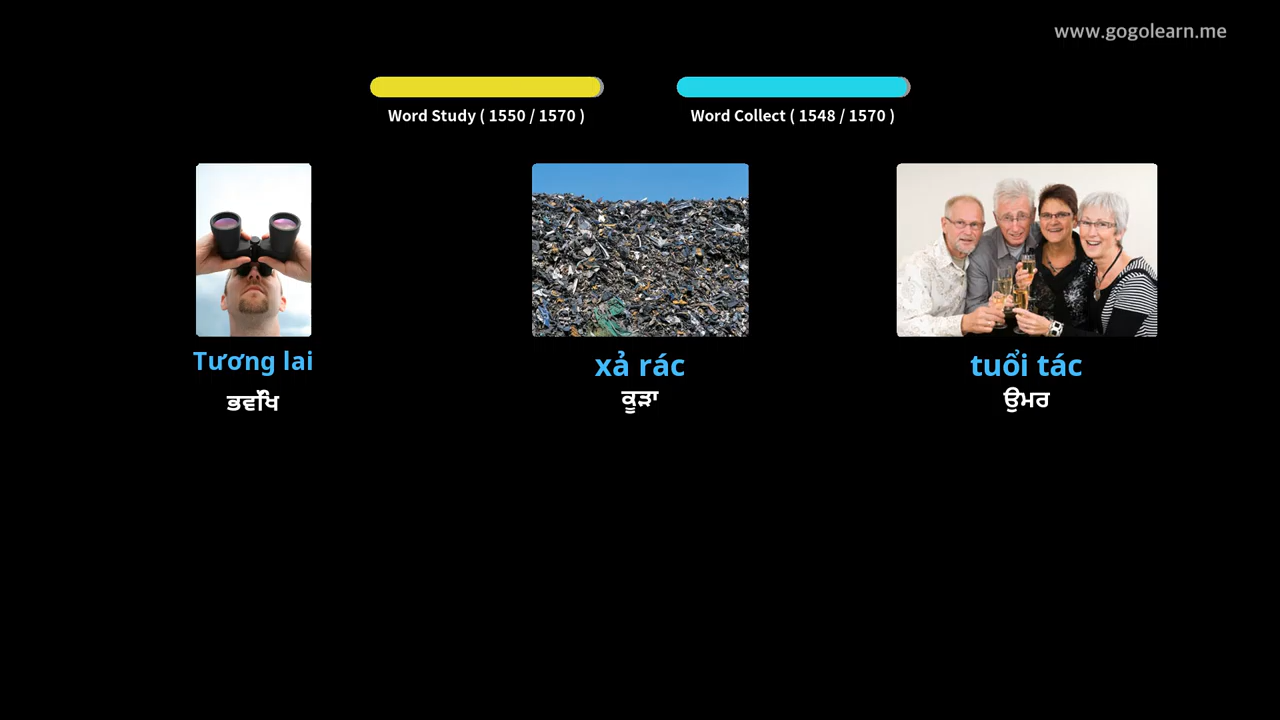 www.gogolearn.me
Word Study ( 1550 / 1570 )
Word Collect ( 1548 / 1570 )
Tương lai
ਭਵੱਖਿ
xả rác
ਕੂੜਾ
tuổi tác
ਉਮਰ